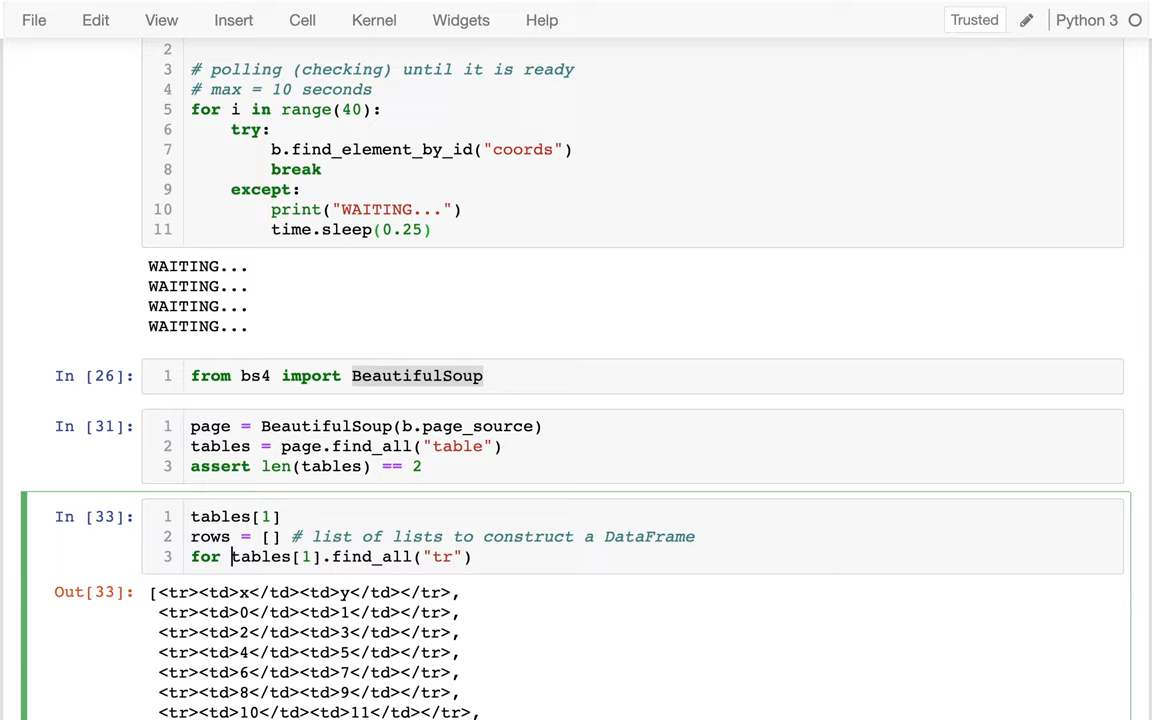 File Edit View Insert Cell Kernel Widgets Help Trusted Python 3
2
3 # polling (checking) until it is ready
4 # max = 10 seconds
5 for i in range(40):
6 try:
7 b.find_element_by_id("coords")
8 break
9 except:
10 print("WAITING...")
11 time.sleep(0.25)
WAITING...
WAITING...
WAITING...
WAITING...
In [26]: 1 from bs4 import BeautifulSoup
In [31]: 1 page = BeautifulSoup(b.page_source)
2 tables = page.find_all("table")
3 assert len(tables) == 2
In [33]: 1 tables[1]
2 rows = [] # list of lists to construct a DataFrame
3 for tables[1].find_all("tr")
Out[33]: [<tr><td>x</td><td>y</td></tr>,
<tr><td>0</td><td>1</td></tr>,
<tr><td>2</td><td>3</td></tr>,
<tr><td>4</td><td>5</td></tr>,
<tr><td>6</td><td>7</td></tr>,
<tr><td>8</td><td>9</td></tr>,
<tr><td>10</td><td>11</td></tr>,